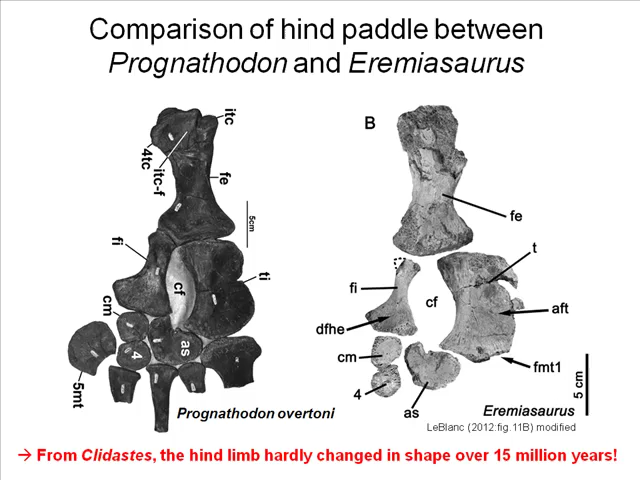 Comparison of hind paddle between
Prognathodon and Eremiasaurus
itc
4tc
itc-f
fe
5cm
fi
ti
cf
cm
as
4
5mt
Prognathodon overtoni
B
fe
t
fi
cf
aft
dfhe
cm
fmt1
4
as
5 cm
Eremiasaurus
LeBlanc (2012:fig.11B) modified
→ From Clidastes, the hind limb hardly changed in shape over 15 million years!